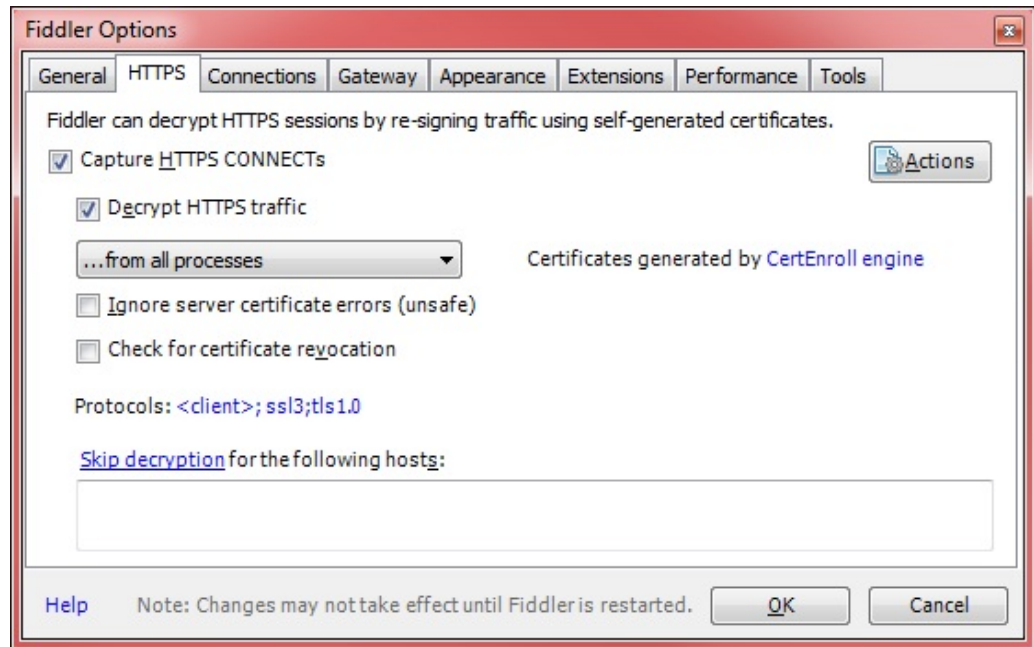 Fiddler Options
General HTTPS Connections Gateway Appearance Extensions Performance Tools
Fiddler can decrypt HTTPS sessions by re-signing traffic using self-generated certificates.
Capture HTTPS CONNECTs
Actions
Decrypt HTTPS traffic
...from all processes
Certificates generated by CertEnroll engine
Ignore server certificate errors (unsafe)
Check for certificate revocation
Protocols: <client>; ssl3;tls1.0
Skip decryption for the following hosts:
Help Note: Changes may not take effect until Fiddler is restarted. OK Cancel